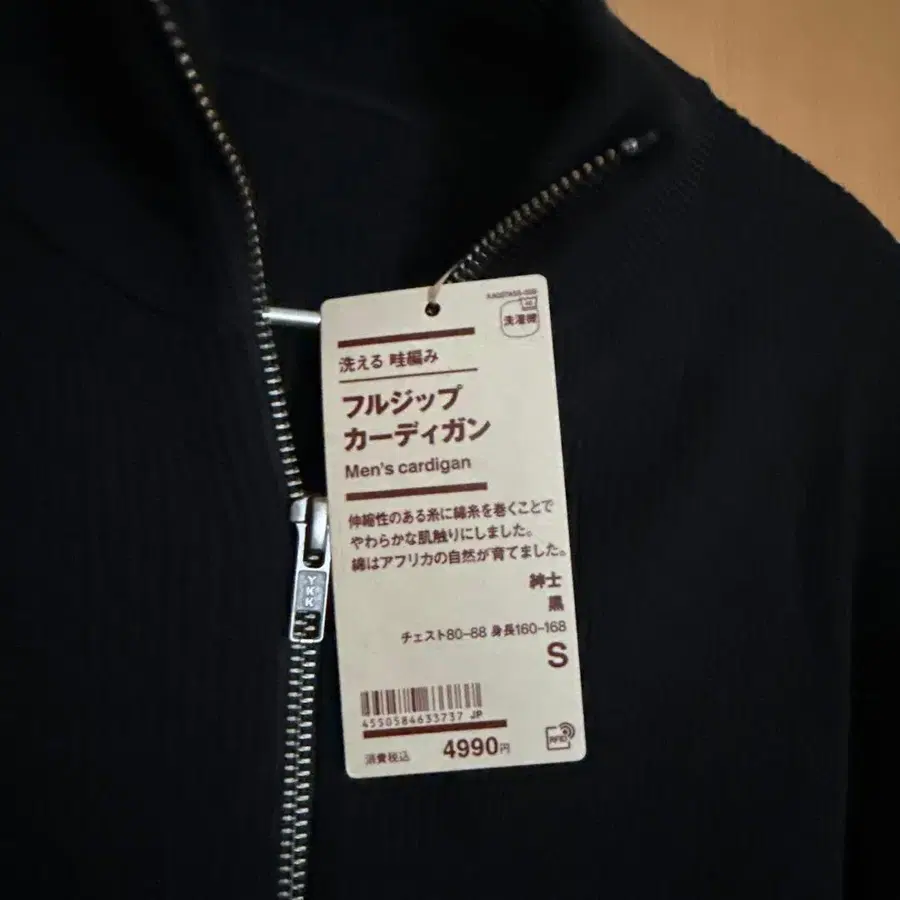 洗濯機
洗える 畦編み
フルジップ
カーディガン
Men's cardigan
伸縮性のある糸に綿糸を巻くことで
やわらかな肌触りにしました。
綿はアフリカの自然が育てました。
紳士
黒
チェスト80-88 身長160-168
S
4550584633737 JP
消費税込 4990円
RFID
YKK